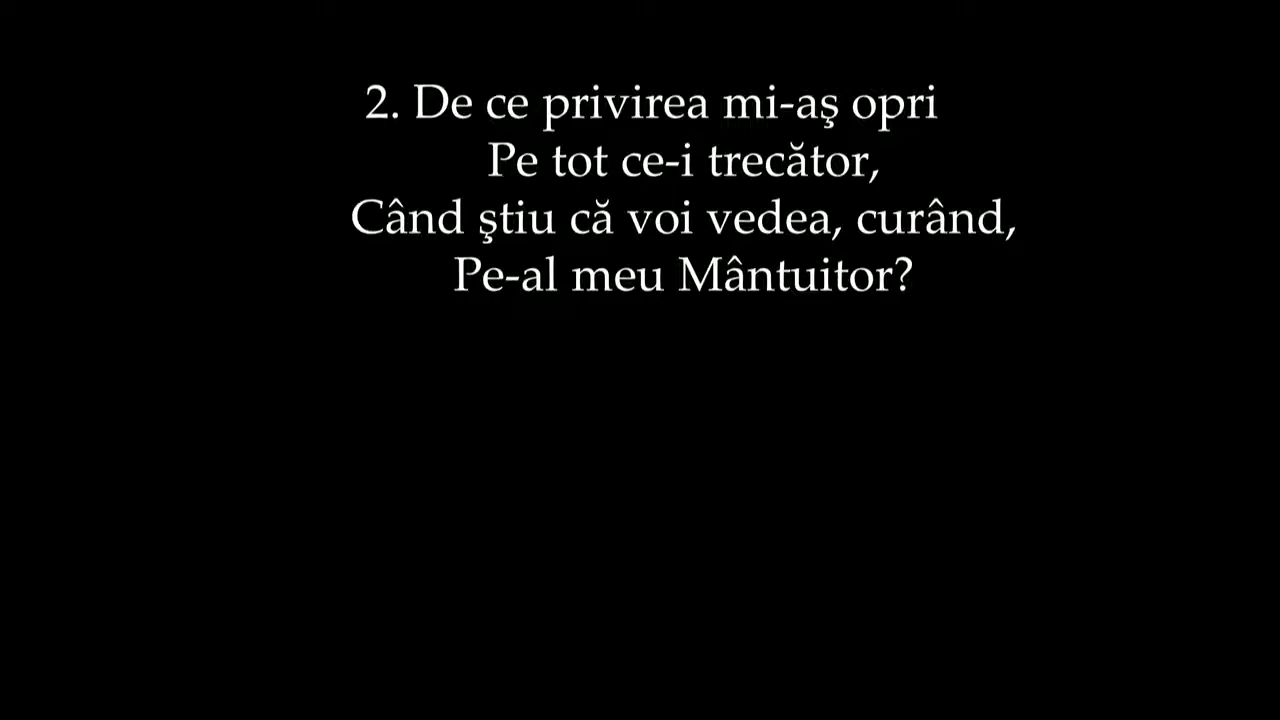 2. De ce privirea mi-aş opri
Pe tot ce-i trecător,
Când ştiu că voi vedea, curând,
Pe-al meu Mântuitor?